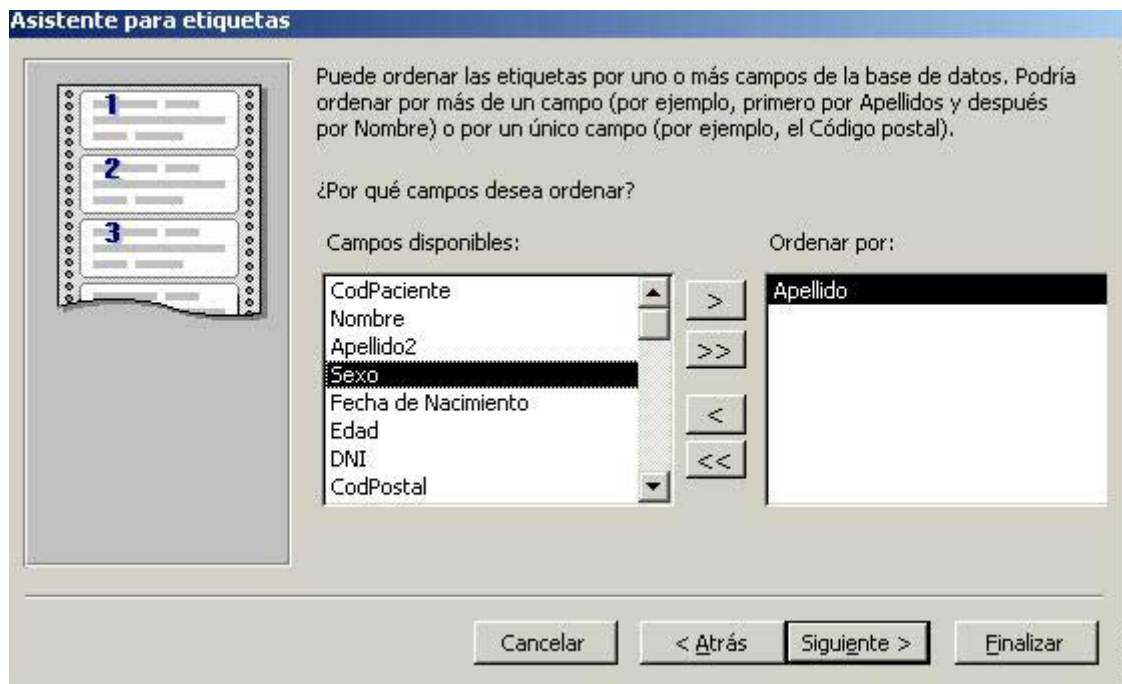 Asistente para etiquetas
1
2
3
Puede ordenar las etiquetas por uno o más campos de la base de datos. Podría
ordenar por más de un campo (por ejemplo, primero por Apellidos y después
por Nombre) o por un único campo (por ejemplo, el Código postal).
¿Por qué campos desea ordenar?
Campos disponibles:
CodPaciente
Nombre
Apellido2
Sexo
Fecha de Nacimiento
Edad
DNI
CodPostal
>
>>
<
<<
Ordenar por:
Apellido
Cancelar
< Atrás
Siguiente >
Finalizar